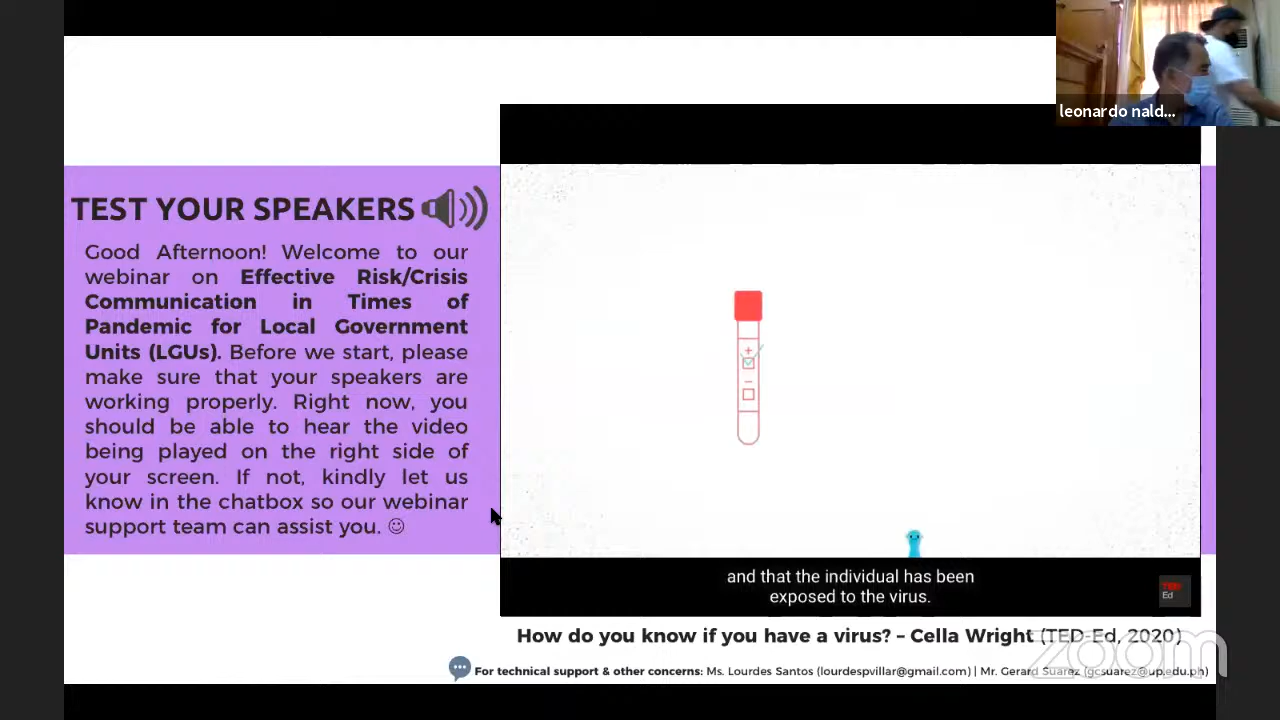 leonardo nald...
TEST YOUR SPEAKERS
Good Afternoon! Welcome to our
webinar on Effective Risk/Crisis
Communication in Times of
Pandemic for Local Government
Units (LGUs). Before we start, please
make sure that your speakers are
working properly. Right now, you
should be able to hear the video
being played on the right side of
your screen. If not, kindly let us
know in the chatbox so our webinar
support team can assist you. ☺
+
-
and that the individual has been
exposed to the virus.
TED
Ed
How do you know if you have a virus? – Cella Wright (TED-Ed, 2020)
For technical support & other concerns: Ms. Lourdes Santos (lourdespvillar@gmail.com) | Mr. Gerard Suarez (gcsuarez@up.edu.ph)
zoom